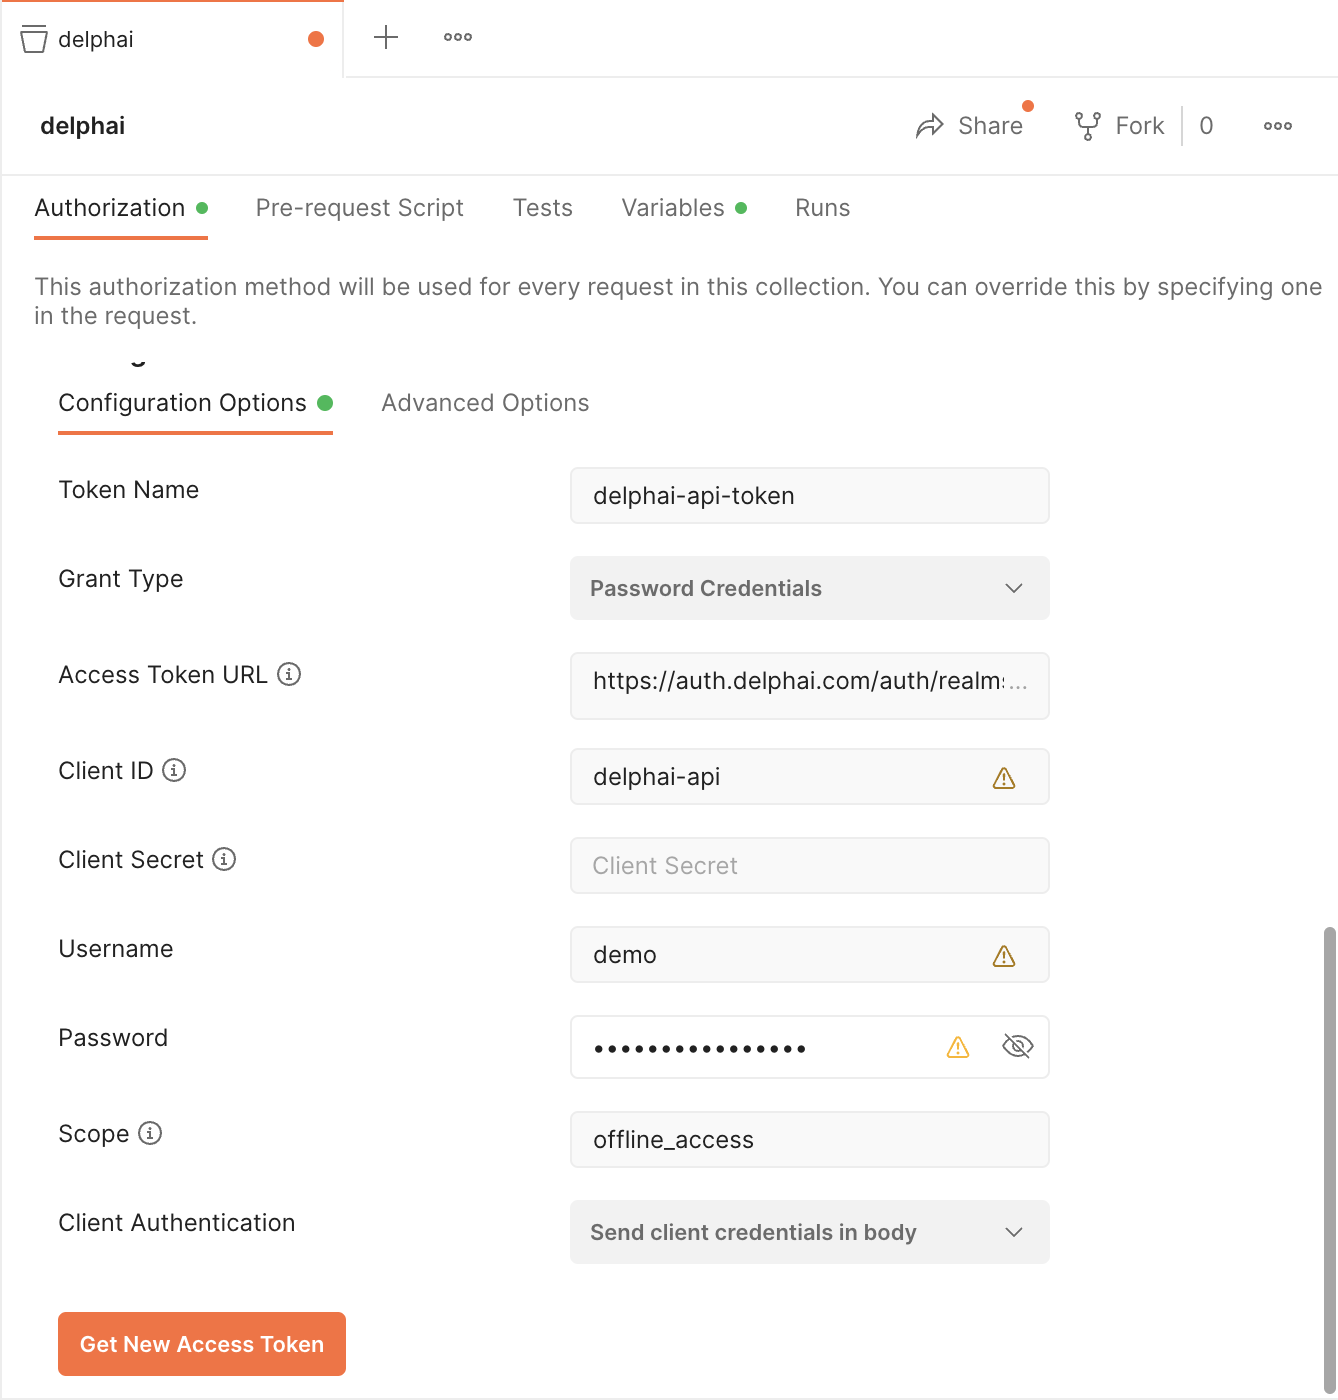 delphai
delphai
Share
Fork
0
Authorization
Pre-request Script
Tests
Variables
Runs
This authorization method will be used for every request in this collection. You can override this by specifying one
in the request.
Configuration Options
Advanced Options
Token Name
delphai-api-token
Grant Type
Password Credentials
Access Token URL
https://auth.delphai.com/auth/realms...
Client ID
delphai-api
Client Secret
Client Secret
Username
demo
Password
••••••••••••••••
Scope
offline_access
Client Authentication
Send client credentials in body
Get New Access Token